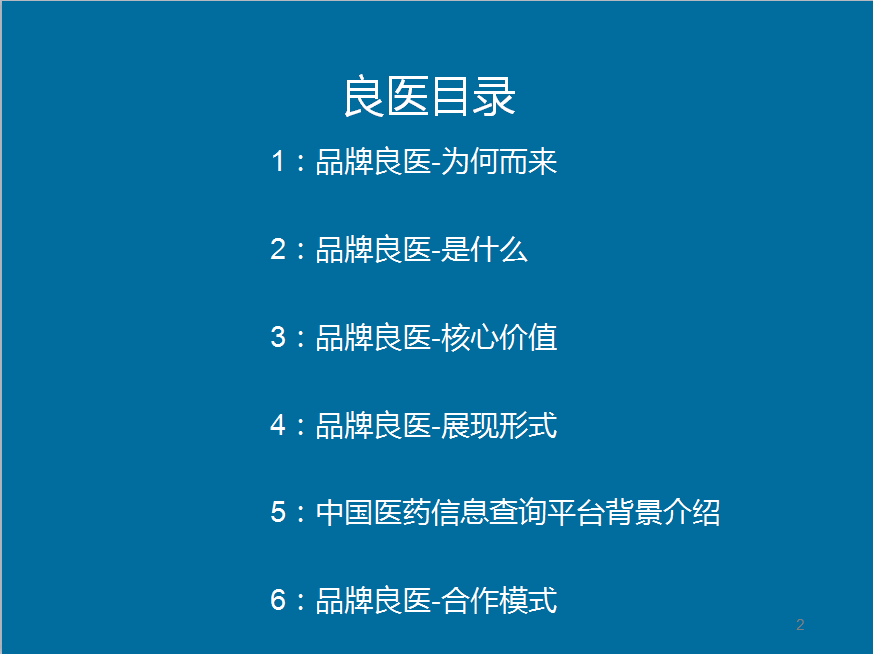 良医目录
1：品牌良医-为何而来
2：品牌良医-是什么
3：品牌良医-核心价值
4：品牌良医-展现形式
5：中国医药信息查询平台背景介绍
6：品牌良医-合作模式
2